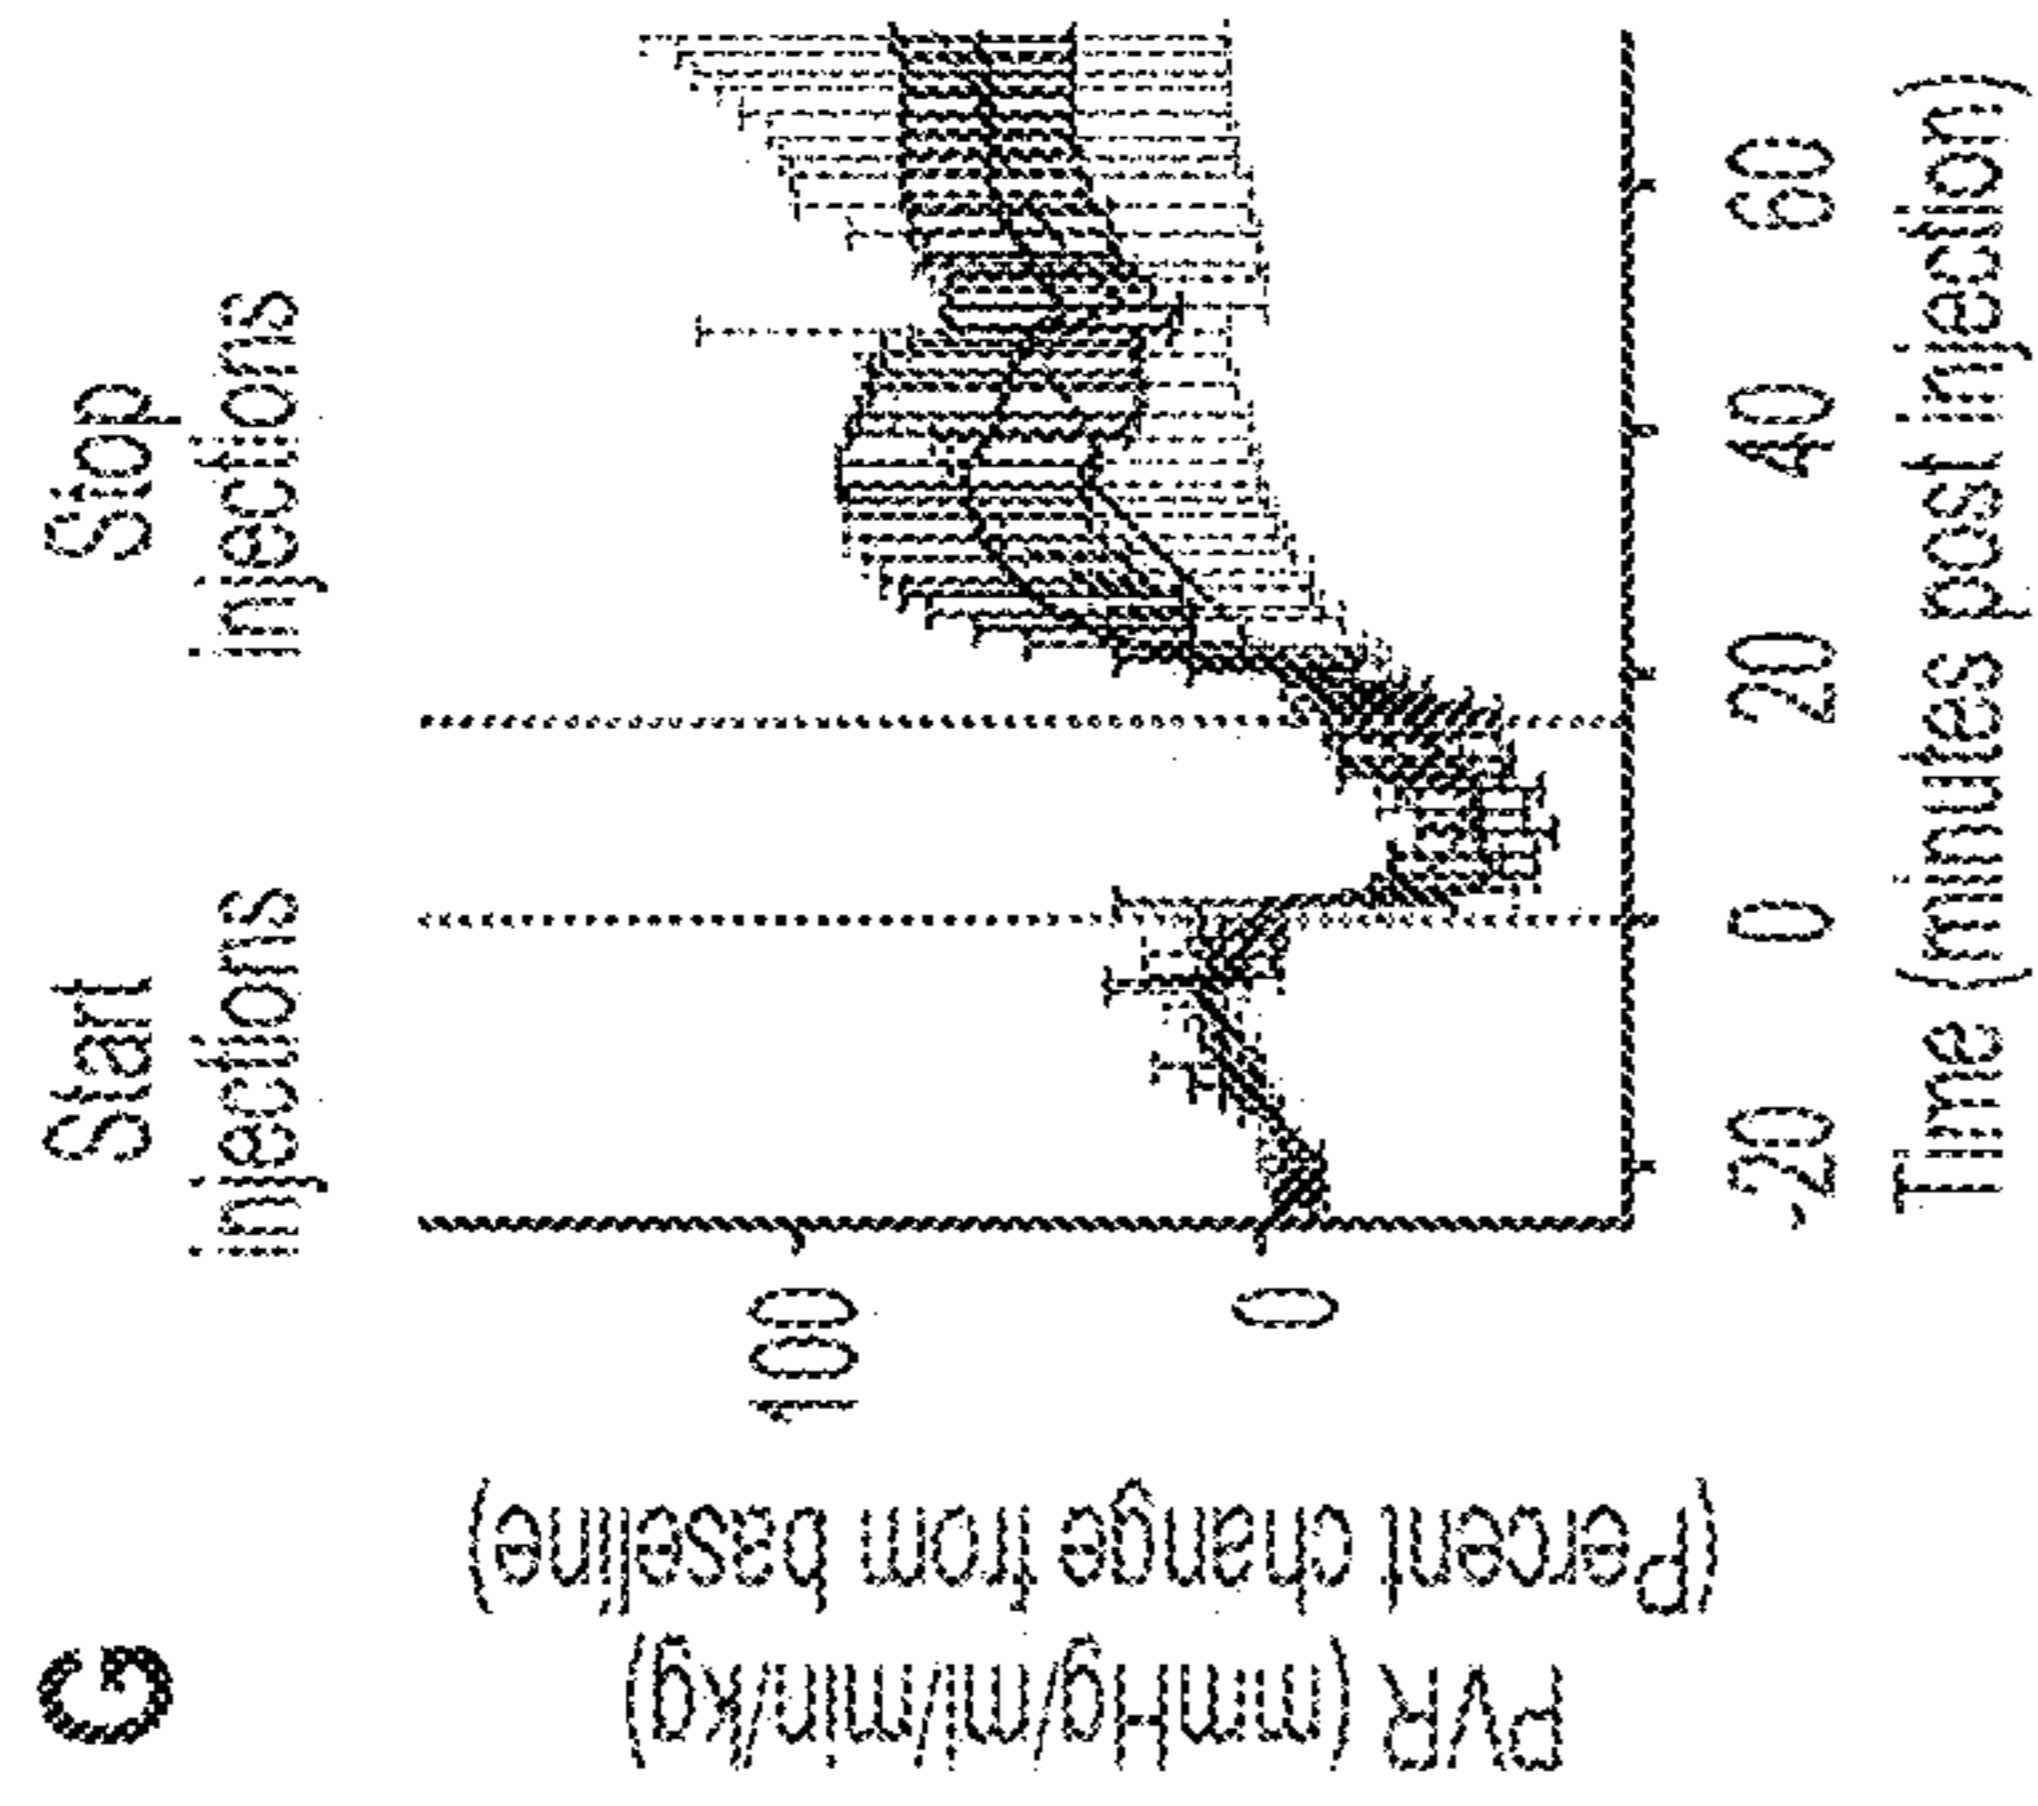 G
Start
injections
Stop
injections
PVR (mmHg/ml/min/kg)
(Percent change from baseline)
100
0
-20
0
20
40
60
Time (minutes post injection)